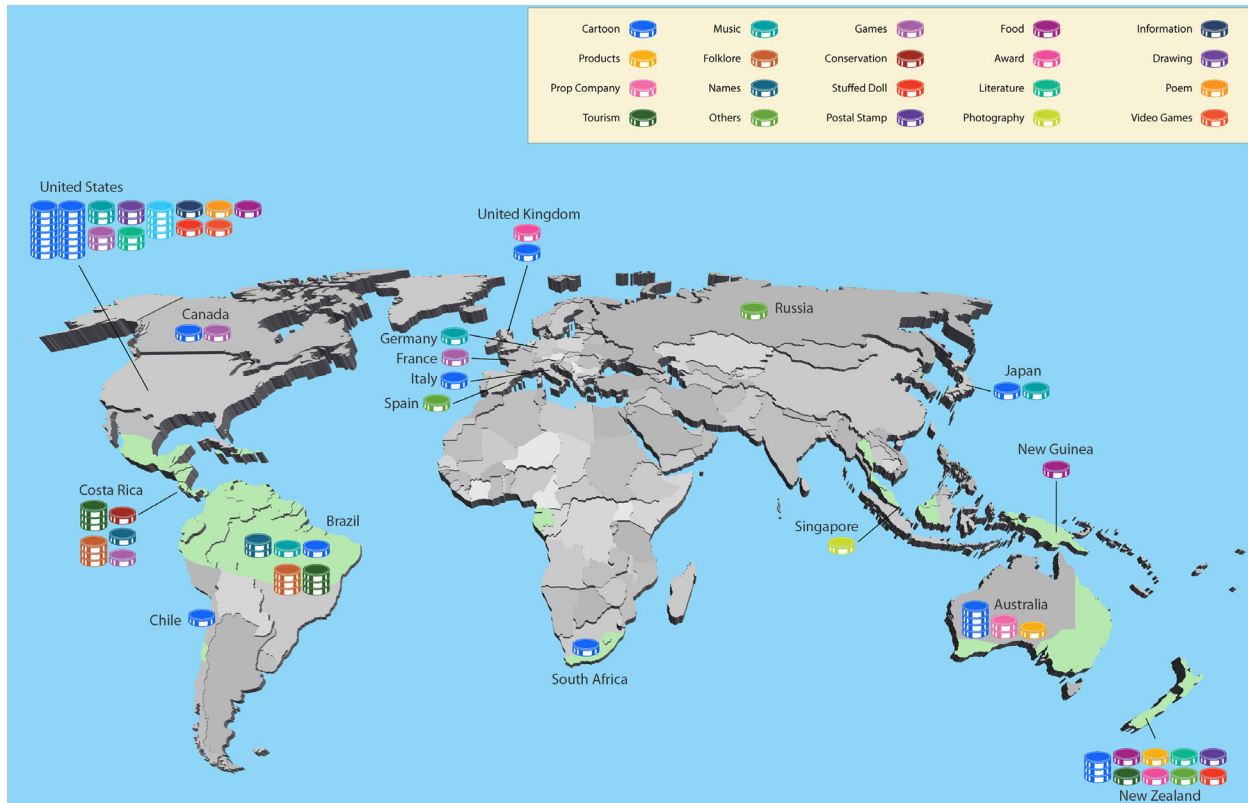 Cartoon Music Games Food Information
Products Folklore Conservation Award Drawing
Prop Company Names Stuffed Doll Literature Poem
Tourism Others Postal Stamp Photography Video Games
United States
United Kingdom
Canada
Russia
Germany
France
Italy
Spain
Japan
New Guinea
Costa Rica
Brazil
Singapore
Chile
Australia
South Africa
New Zealand